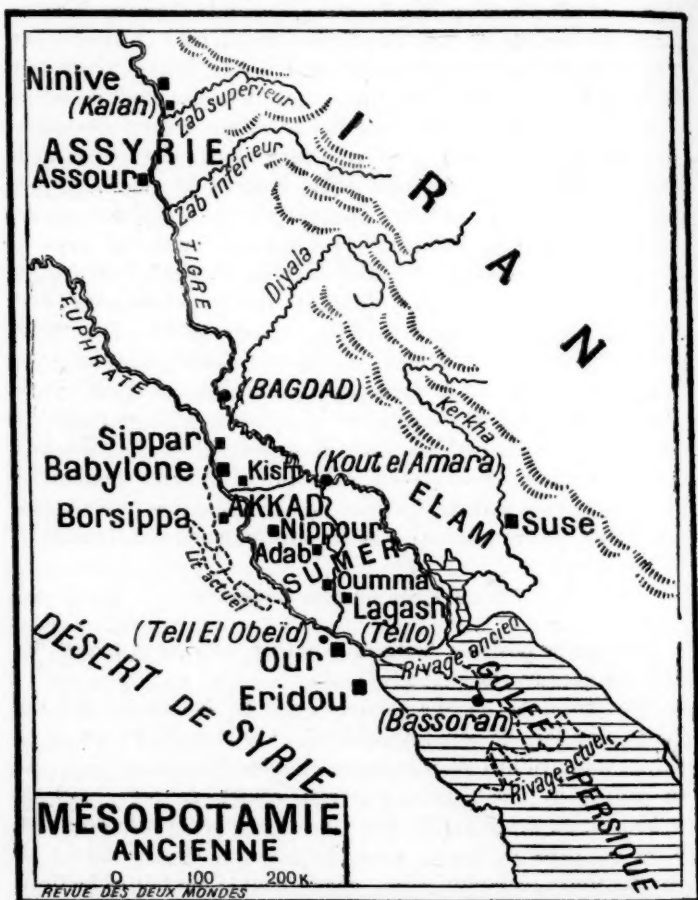 Ninive
(Kalah)
Zab supérieur
IRAN
ASSYRIE
Assour
Zab inférieur
TIGRE
Diyala
EUPHRATE
(BAGDAD)
Kerkha
Sippar
Babylone
Kish
(Kout el Amara)
ELAM
AKKAD
Suse
Borsippa
Nippour
Adab
SUMER
Lit actuel
Oumma
Lagash
(Tello)
(Tell El Obeïd)
Our
Rivage ancien
GOLFE PERSIQUE
Eridou
(Bassorah)
DÉSERT DE SYRIE
Rivage actuel
MÉSOPOTAMIE
ANCIENNE
0 100 200 K.
REVUE DES DEUX MONDES